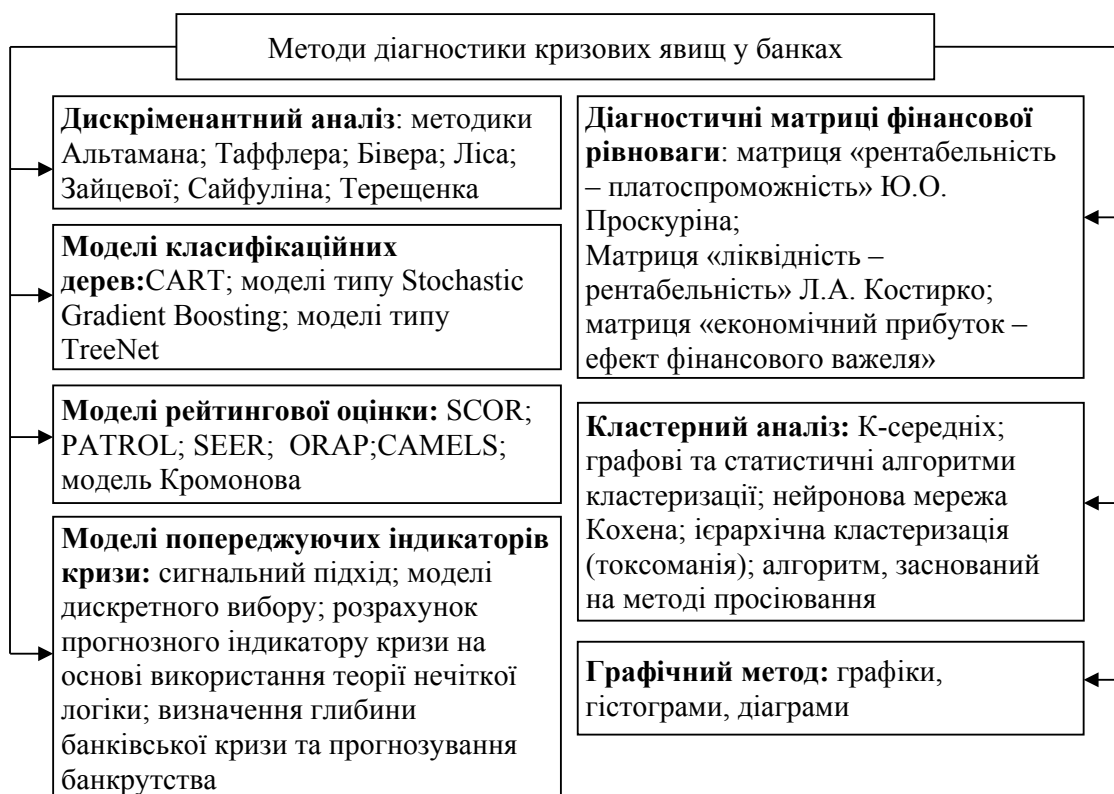 Методи діагностики кризових явищ у банках
Дискріменантний аналіз: методики
Альтамана; Таффлера; Бівера; Ліса;
Зайцевої; Сайфуліна; Терещенка
Моделі класифікаційних
дерев:CART; моделі типу Stochastic
Gradient Boosting; моделі типу
TreeNet
Моделі рейтингової оцінки: SCOR;
PATROL; SEER; ORAP;CAMELS;
модель Кромонова
Моделі попереджуючих індикаторів
кризи: сигнальний підхід; моделі
дискретного вибору; розрахунок
прогнозного індикатору кризи на
основі використання теорії нечіткої
логіки; визначення глибини
банківської кризи та прогнозування
банкрутства
Діагностичні матриці фінансової
рівноваги: матриця «рентабельність
– платоспроможність» Ю.О.
Проскуріна;
Матриця «ліквідність –
рентабельність» Л.А. Костирко;
матриця «економічний прибуток –
ефект фінансового важеля»
Кластерний аналіз: К-середніх;
графові та статистичні алгоритми
кластеризації; нейронова мережа
Кохена; ієрархічна кластеризація
(токсоманія); алгоритм, заснований
на методі просіювання
Графічний метод: графіки,
гістограми, діаграми